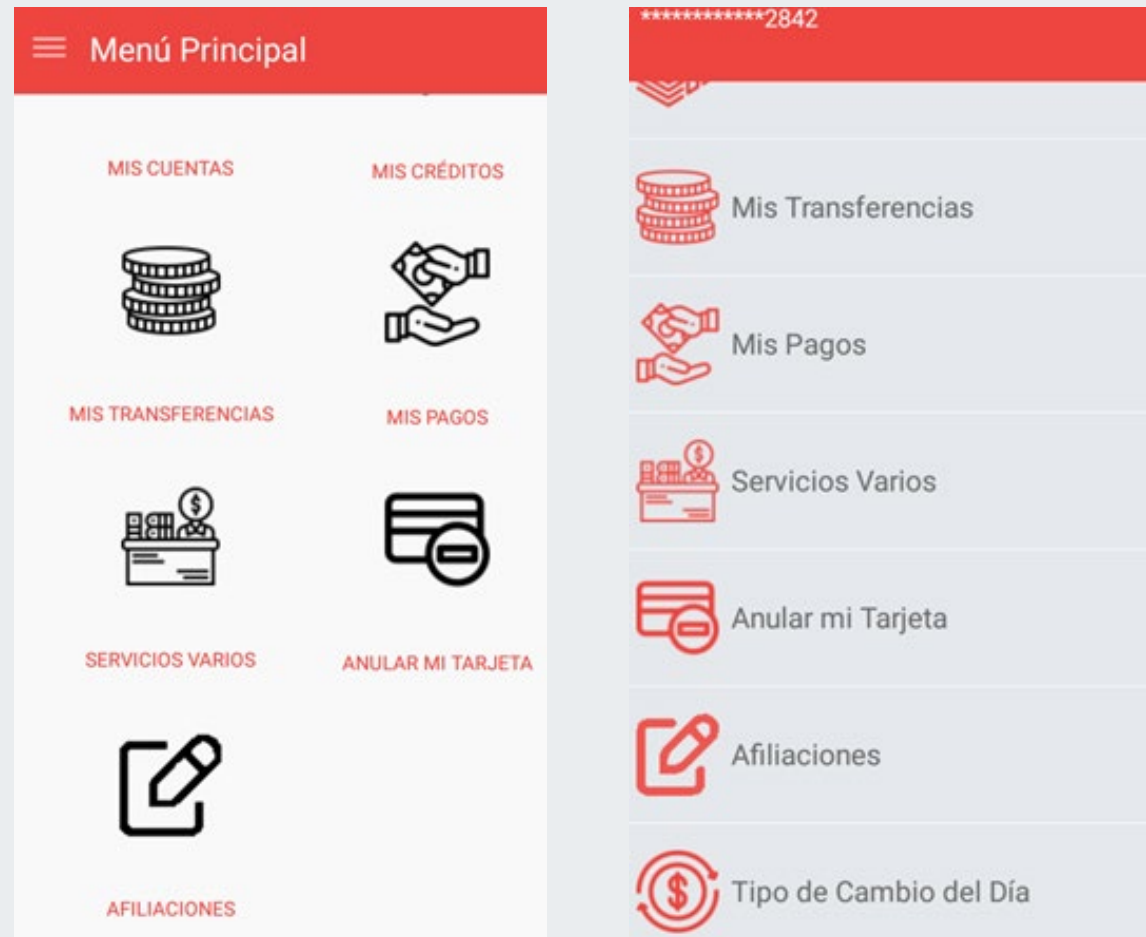 Menú Principal
MIS CUENTAS
MIS CRÉDITOS
MIS TRANSFERENCIAS
MIS PAGOS
SERVICIOS VARIOS
ANULAR MI TARJETA
AFILIACIONES
************2842
Mis Transferencias
Mis Pagos
Servicios Varios
Anular mi Tarjeta
Afiliaciones
Tipo de Cambio del Día